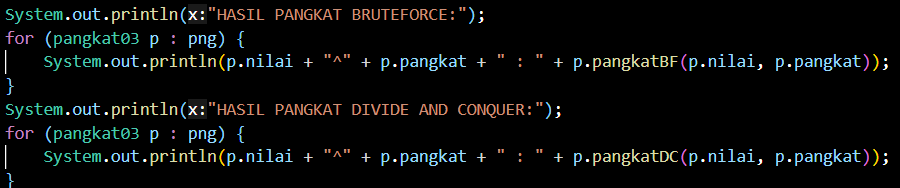 System.out.println(x:"HASIL PANGKAT BRUTEFORCE:");
for (pangkat03 p : png) {
    System.out.println(p.nilai + "^" + p.pangkat + " : " + p.pangkatBF(p.nilai, p.pangkat));
}
System.out.println(x:"HASIL PANGKAT DIVIDE AND CONQUER:");
for (pangkat03 p : png) {
    System.out.println(p.nilai + "^" + p.pangkat + " : " + p.pangkatDC(p.nilai, p.pangkat));
}